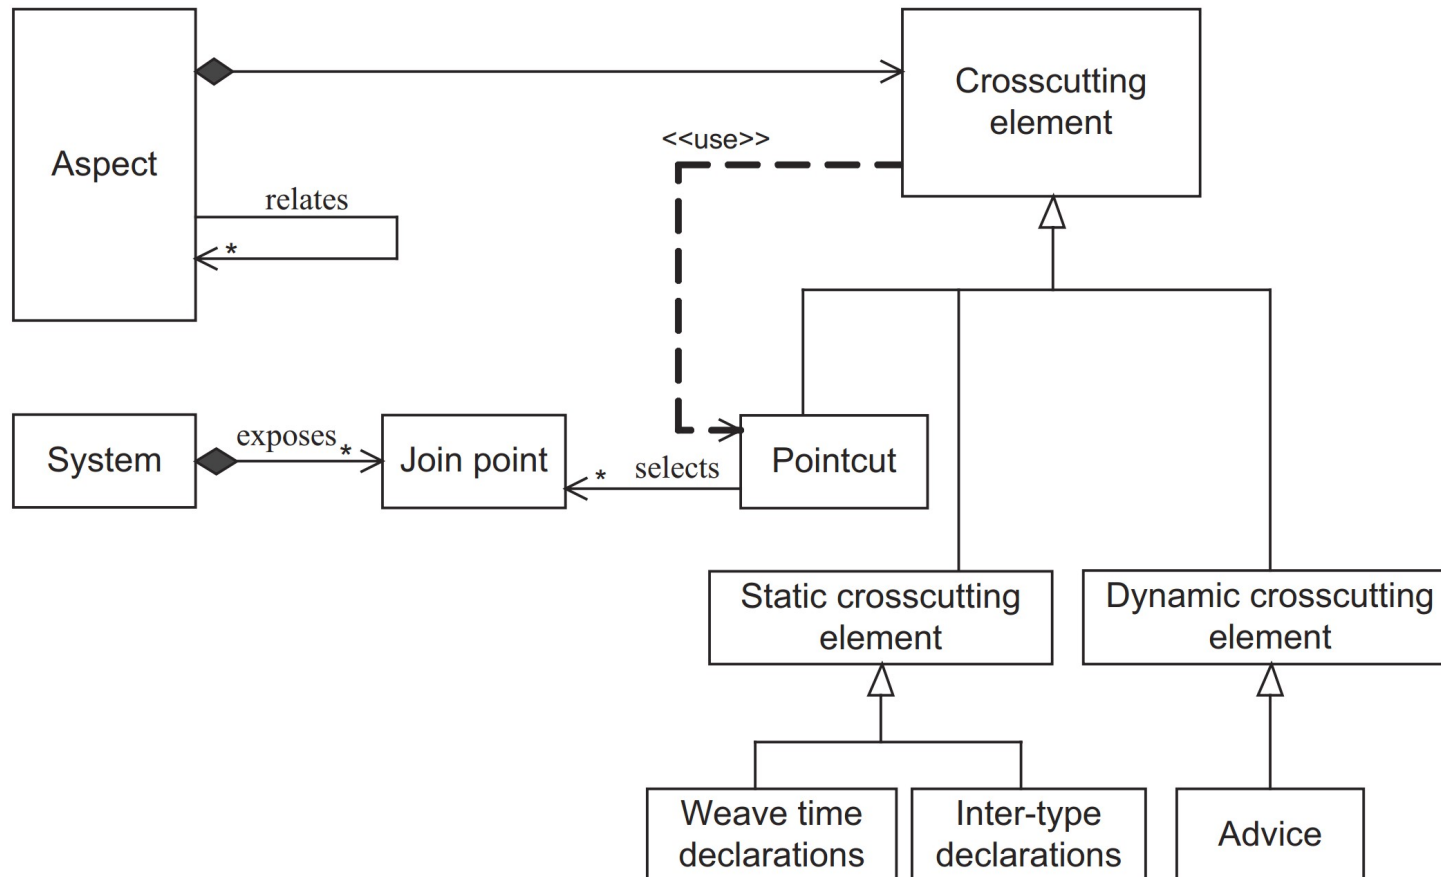 Crosscutting
element
<<use>>
Aspect
relates
*
System
exposes
*
Join point
*
selects
Pointcut
Static crosscutting
element
Dynamic crosscutting
element
Weave time
declarations
Inter-type
declarations
Advice